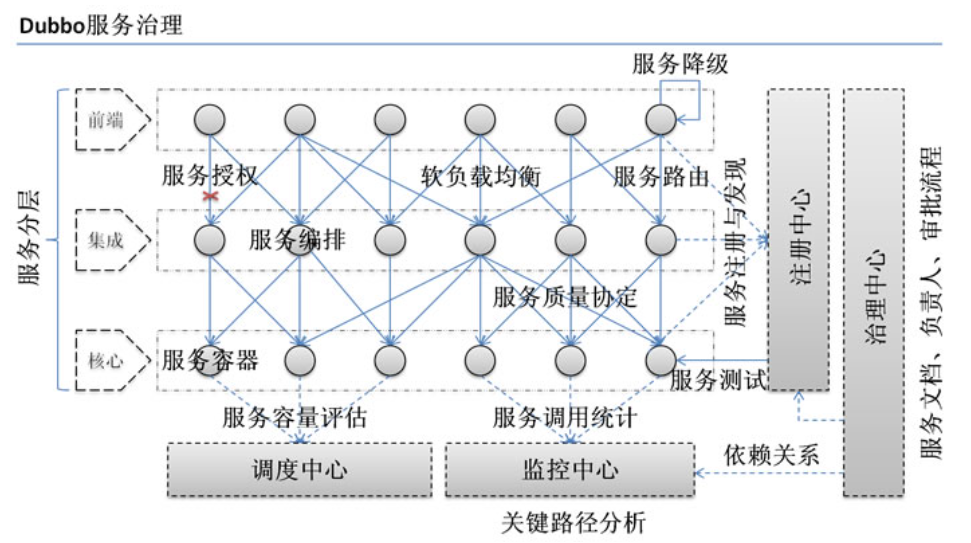 Dubbo服务治理
服务降级
前端
服务授权
软负载均衡
服务路由
服务分层
集成
服务编排
服务注册与发现
注册中心
治理中心
服务文档、负责人、审批流程
服务质量协定
核心
服务容器
服务测试
服务容量评估
服务调用统计
调度中心
监控中心
依赖关系
关键路径分析